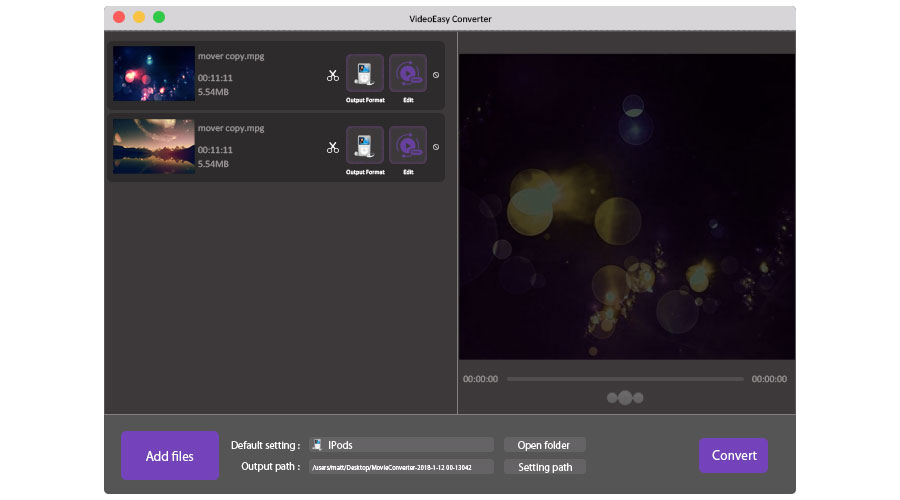 VideoEasy Converter
mover copy.mpg
00:11:11
5.54MB
Output Format
Edit
mover copy.mpg
00:11:11
5.54MB
Output Format
Edit
00:00:00
00:00:00
Add files
Default setting :
IPods
Open folder
Output path :
/users/matt/Desktop/MovieConverter-2018-1-12 00-13042
Setting path
Convert